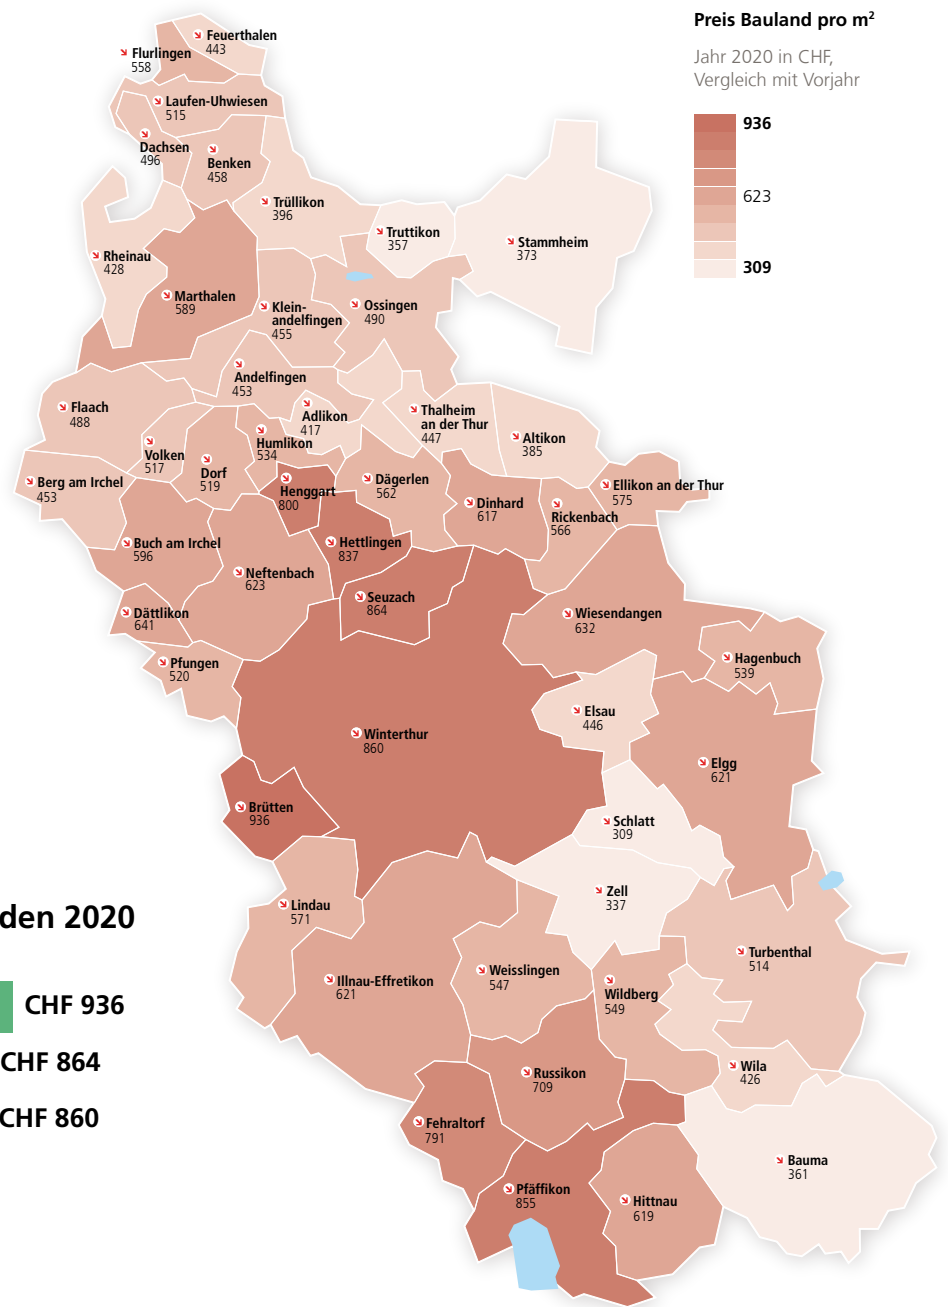 Preis Bauland pro m²
Jahr 2020 in CHF,
Vergleich mit Vorjahr
936
623
309
Feuerthalen
443
Flurlingen
558
Laufen-Uhwiesen
515
Dachsen
496
Benken
458
Trüllikon
396
Truttikon
357
Stammheim
373
Rheinau
428
Marthalen
589
Klein-
andelfingen
455
Ossingen
490
Andelfingen
453
Flaach
488
Adlikon
417
Thalheim
an der Thur
447
Altikon
385
Volken
517
Humlikon
534
Dorf
519
Berg am Irchel
453
Henggart
800
Dägerlen
562
Dinhard
617
Rickenbach
566
Ellikon an der Thur
575
Buch am Irchel
596
Hettlingen
837
Neftenbach
623
Seuzach
864
Dättlikon
641
Wiesendangen
632
Pfungen
520
Hagenbuch
539
Elsau
446
Winterthur
860
Elgg
621
Brütten
936
Schlatt
309
Zell
337
Lindau
571
den 2020
Turbenthal
514
Illnau-Effretikon
621
Weisslingen
547
Wildberg
549
CHF 936
CHF 864
CHF 860
Russikon
709
Wila
426
Fehraltorf
791
Bauma
361
Pfäffikon
855
Hittnau
619